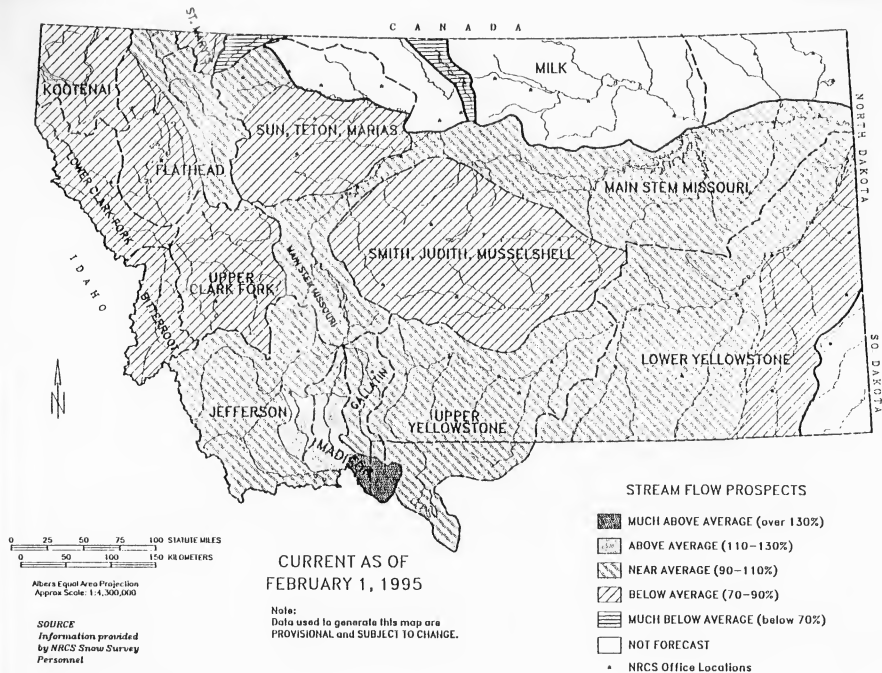 C A N A D A
ST. MARY
KOOTENAI
MILK
SUN, TETON, MARIAS
NORTH DAKOTA
FLATHEAD
LOWER CLARK FORK
MAIN STEM MISSOURI
SMITH, JUDITH, MUSSELSHELL
IDAHO
UPPER
CLARK FORK
MAIN STEM MISSOURI
BITTERROOT
LOWER YELLOWSTONE
SO DAKOTA
GALLATIN
JEFFERSON
UPPER
YELLOWSTONE
MADISON
N
STREAM FLOW PROSPECTS
MUCH ABOVE AVERAGE (over 130%)
ABOVE AVERAGE (110-130%)
NEAR AVERAGE (90-110%)
BELOW AVERAGE (70-90%)
MUCH BELOW AVERAGE (below 70%)
NOT FORECAST
NRCS Office Locations
0 25 50 75 100 STATUTE MILES
0 50 100 150 KILOMETERS
Albers Equal Area Projection
Approx Scale: 1:4,300,000
CURRENT AS OF
FEBRUARY 1, 1995
SOURCE
Information provided
by NRCS Snow Survey
Personnel
Note:
Data used to generate this map are
PROVISIONAL and SUBJECT TO CHANGE.